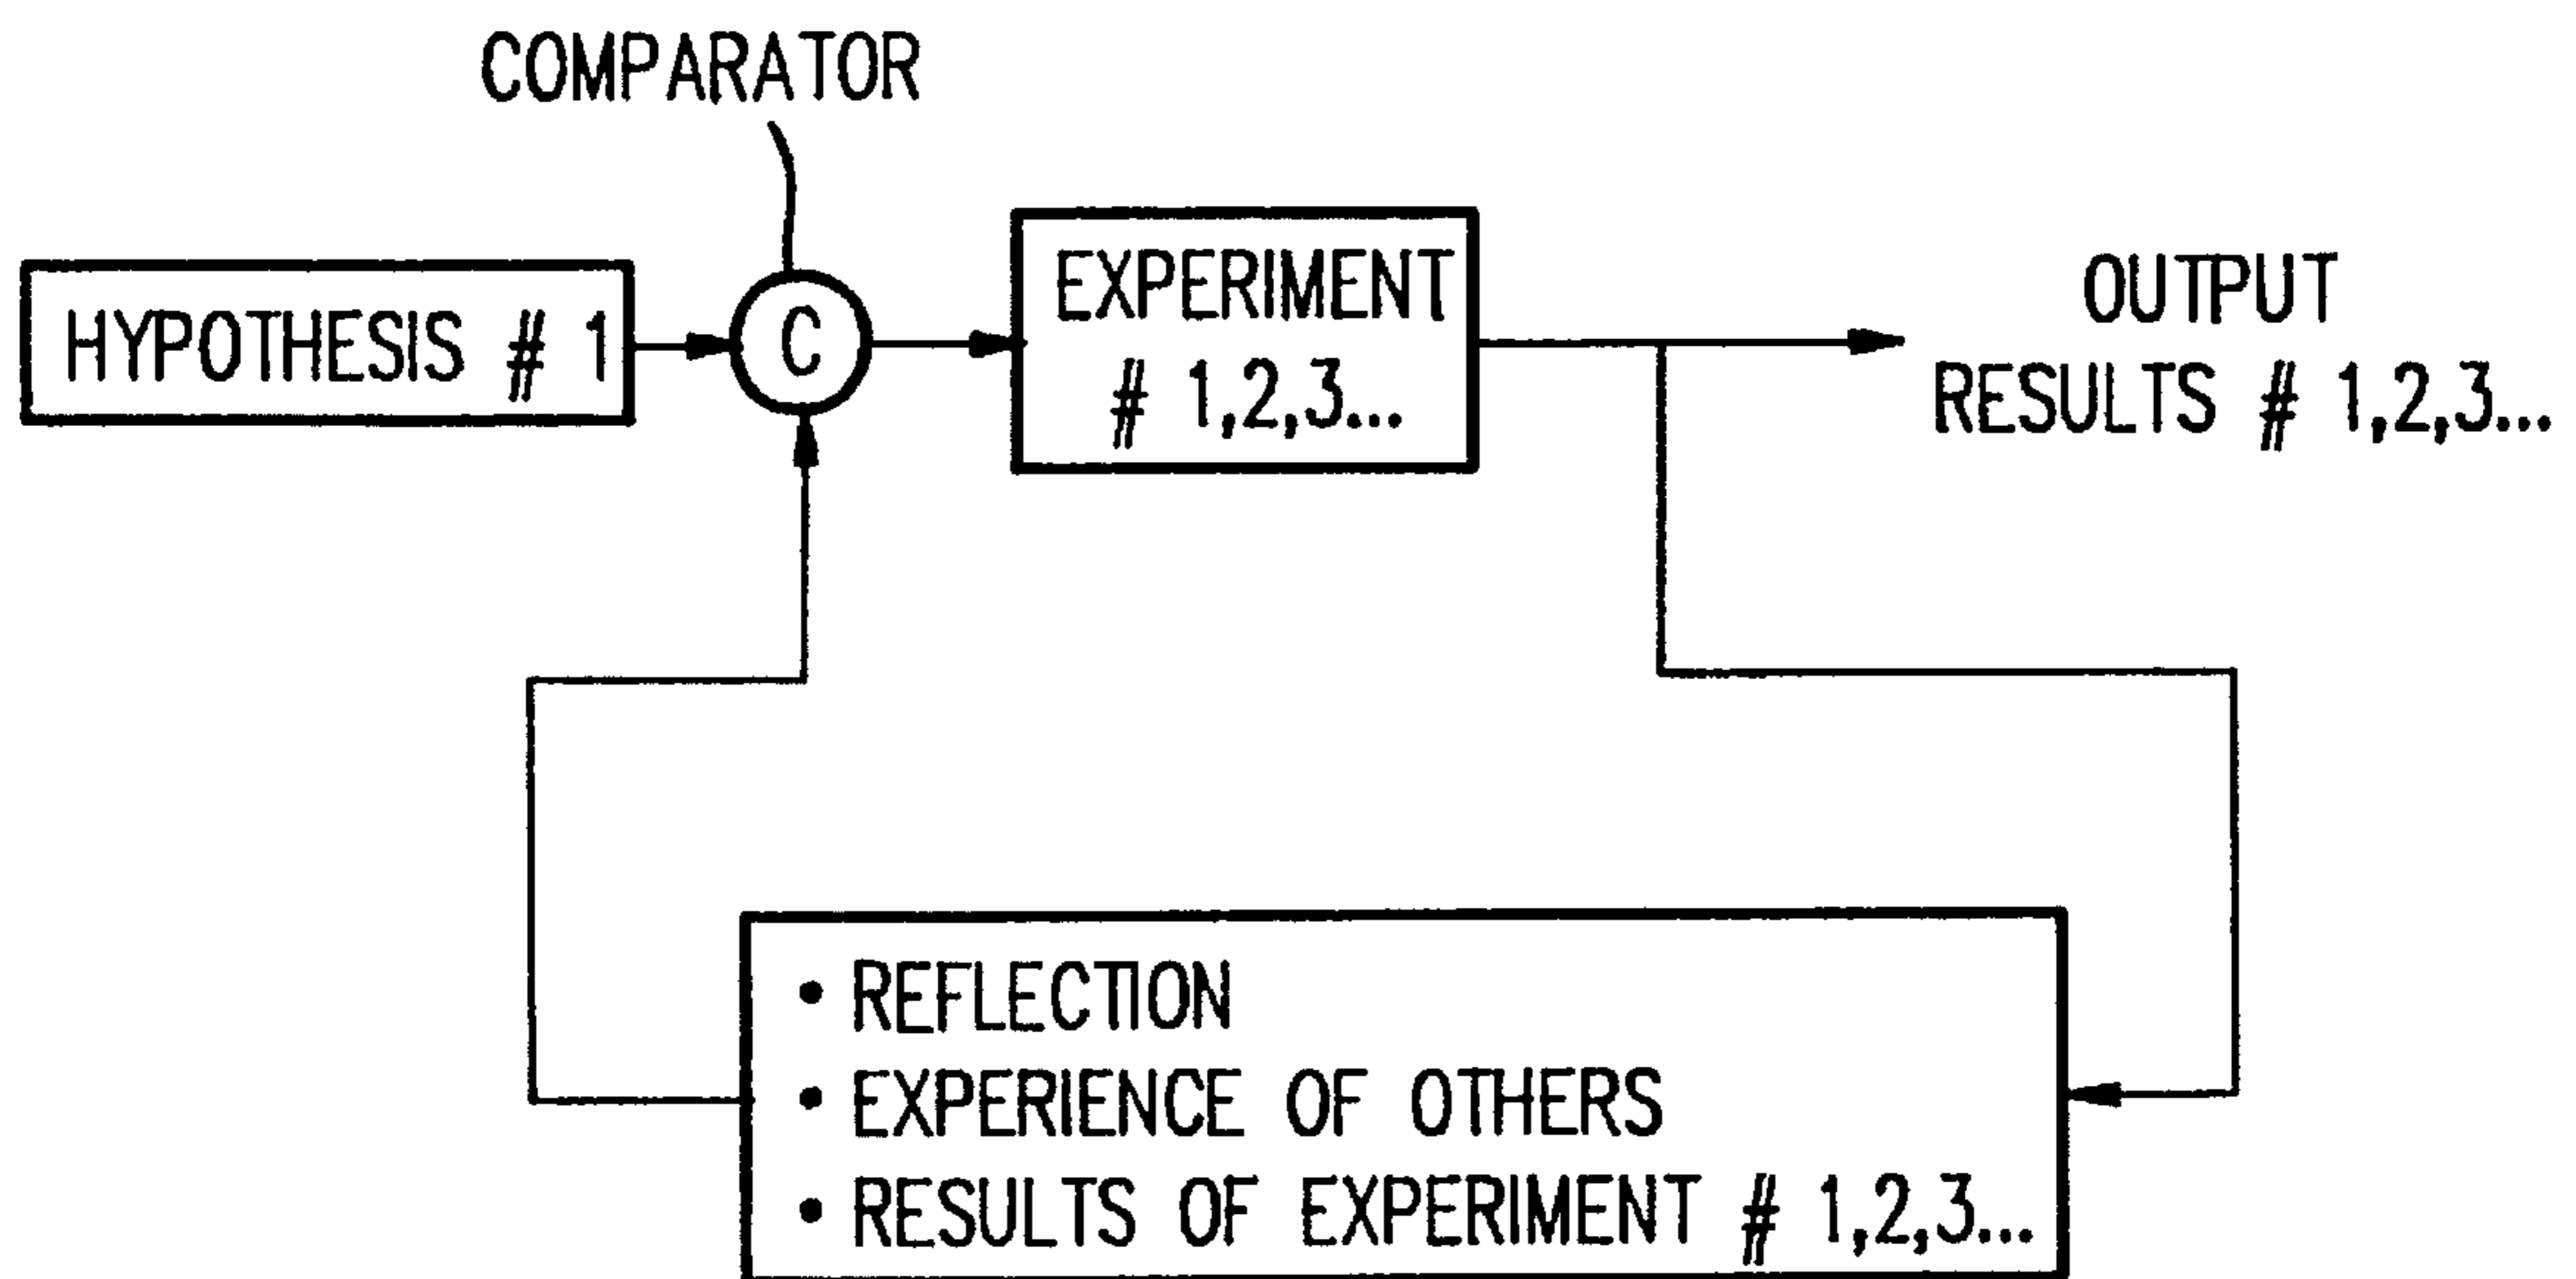 COMPARATOR
HYPOTHESIS # 1
C
EXPERIMENT
# 1,2,3...
OUTPUT
RESULTS # 1,2,3...
• REFLECTION
• EXPERIENCE OF OTHERS
• RESULTS OF EXPERIMENT # 1,2,3...